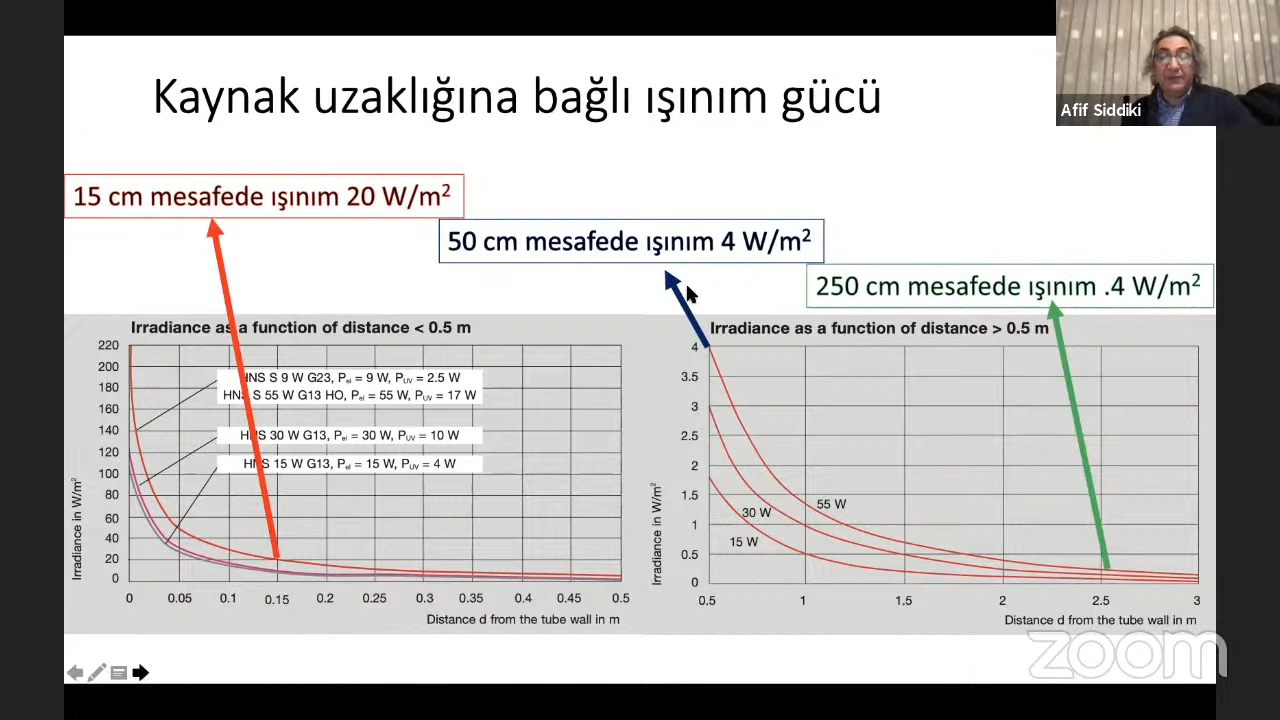 Kaynak uzaklığına bağlı ışınım gücü
Afif Siddiki
15 cm mesafede ışınım 20 W/m²
50 cm mesafede ışınım 4 W/m²
250 cm mesafede ışınım .4 W/m²
Irradiance as a function of distance < 0.5 m
220
200
180
160
140
120
100
80
60
40
20
0
Irradiance in W/m²
HNS S 9 W G23, Pel = 9 W, PUV = 2.5 W
HNS S 55 W G13 HO, Pel = 55 W, PUV = 17 W
HNS 30 W G13, Pel = 30 W, PUV = 10 W
HNS 15 W G13, Pel = 15 W, PUV = 4 W
0 0.05 0.1 0.15 0.2 0.25 0.3 0.35 0.4 0.45 0.5
Distance d from the tube wall in m
Irradiance as a function of distance > 0.5 m
4
3.5
3
2.5
2
1.5
1
0.5
0
Irradiance in W/m²
55 W
30 W
15 W
0.5 1 1.5 2 2.5 3
Distance d from the tube wall in m
zoom